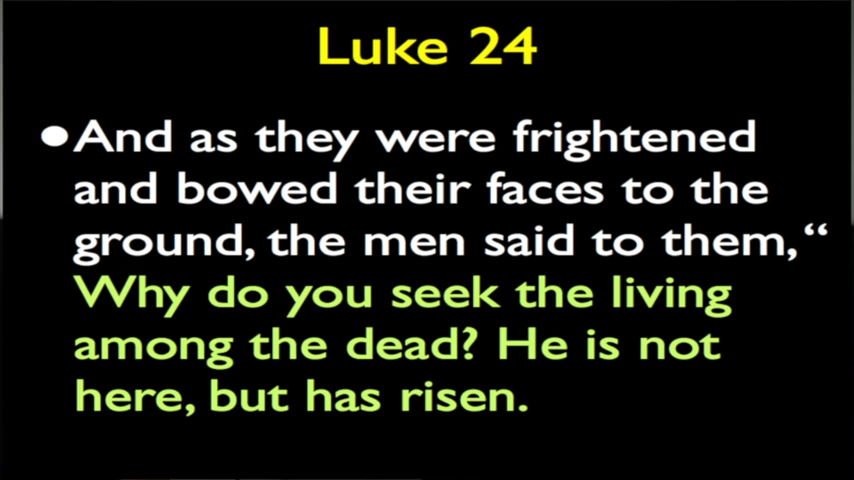 Luke 24
•And as they were frightened
and bowed their faces to the
ground, the men said to them,“
Why do you seek the living
among the dead? He is not
here, but has risen.